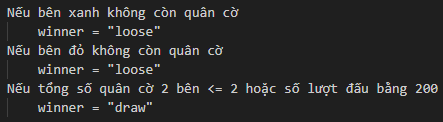 Nếu bên xanh không còn quân cờ
    winner = "loose"
Nếu bên đỏ không còn quân cờ
    winner = "loose"
Nếu tổng số quân cờ 2 bên <= 2 hoặc số lượt đấu bằng 200
    winner = "draw"